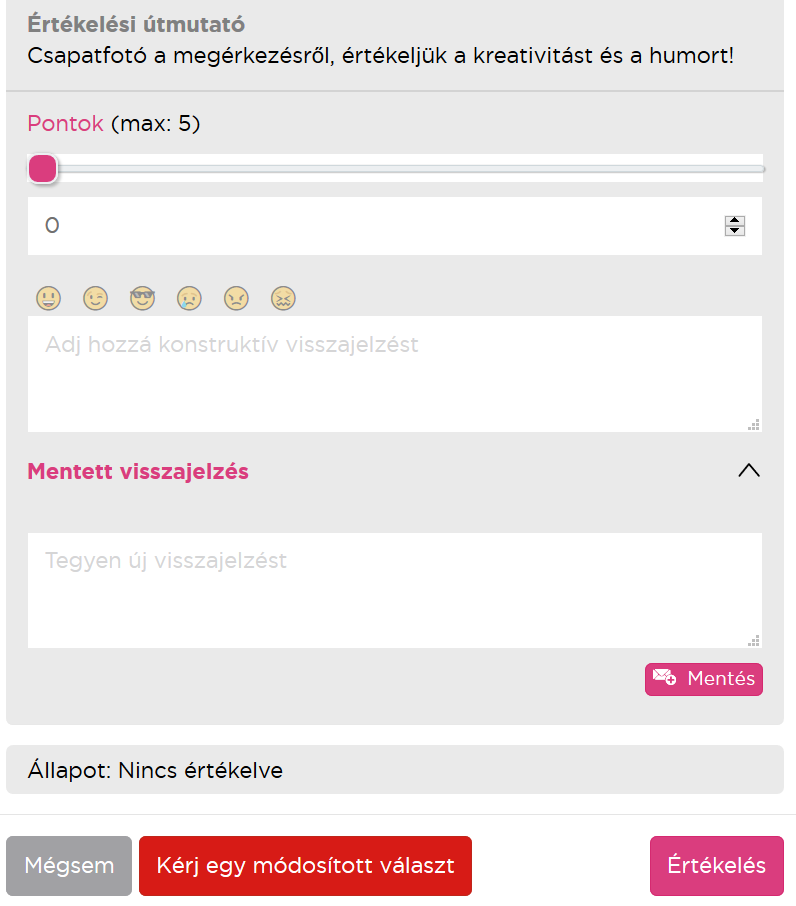 Értékelési útmutató
Csapatfotó a megérkezésről, értékeljük a kreativitást és a humort!
Pontok (max: 5)
0
Adj hozzá konstruktív visszajelzést
Mentett visszajelzés
Tegyen új visszajelzést
Mentés
Állapot: Nincs értékelve
Mégsem
Kérj egy módosított választ
Értékelés